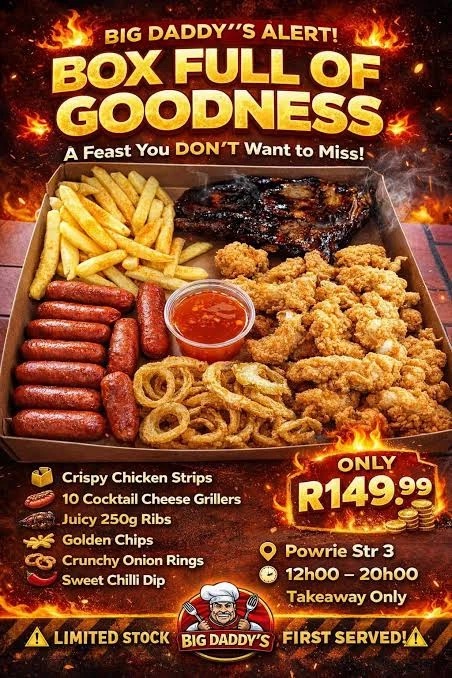 BIG DADDY"S ALERT!
BOX FULL OF
GOODNESS
A Feast You DON'T Want to Miss!
Crispy Chicken Strips
10 Cocktail Cheese Grillers
Juicy 250g Ribs
Golden Chips
Crunchy Onion Rings
Sweet Chilli Dip
ONLY
R149.99
Powrie Str 3
12h00 – 20h00
Takeaway Only
LIMITED STOCK
BIG DADDY'S
FIRST SERVED!